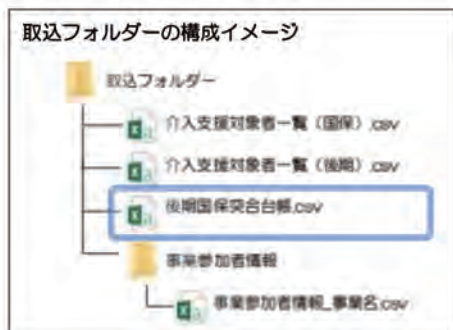 取込フォルダーの構成イメージ
取込フォルダー
介入支援対象者一覧（国保）.csv
介入支援対象者一覧（後期）.csv
後期国保突合台帳.csv
事業参加者情報
事業参加者情報_事業名.csv